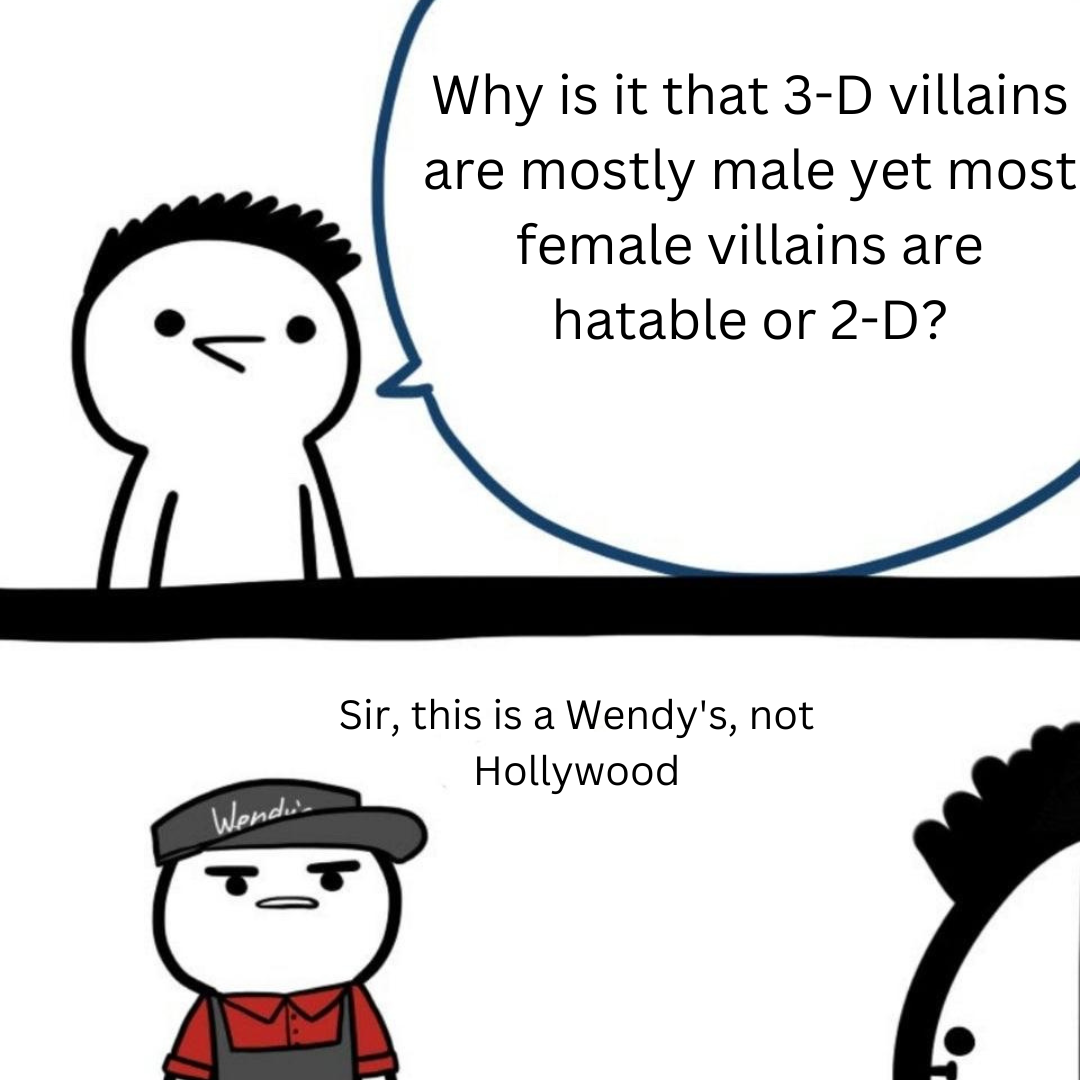 Why is it that 3-D villains
are mostly male yet most
female villains are
hatable or 2-D?
Sir, this is a Wendy's, not
Hollywood
Wendy's